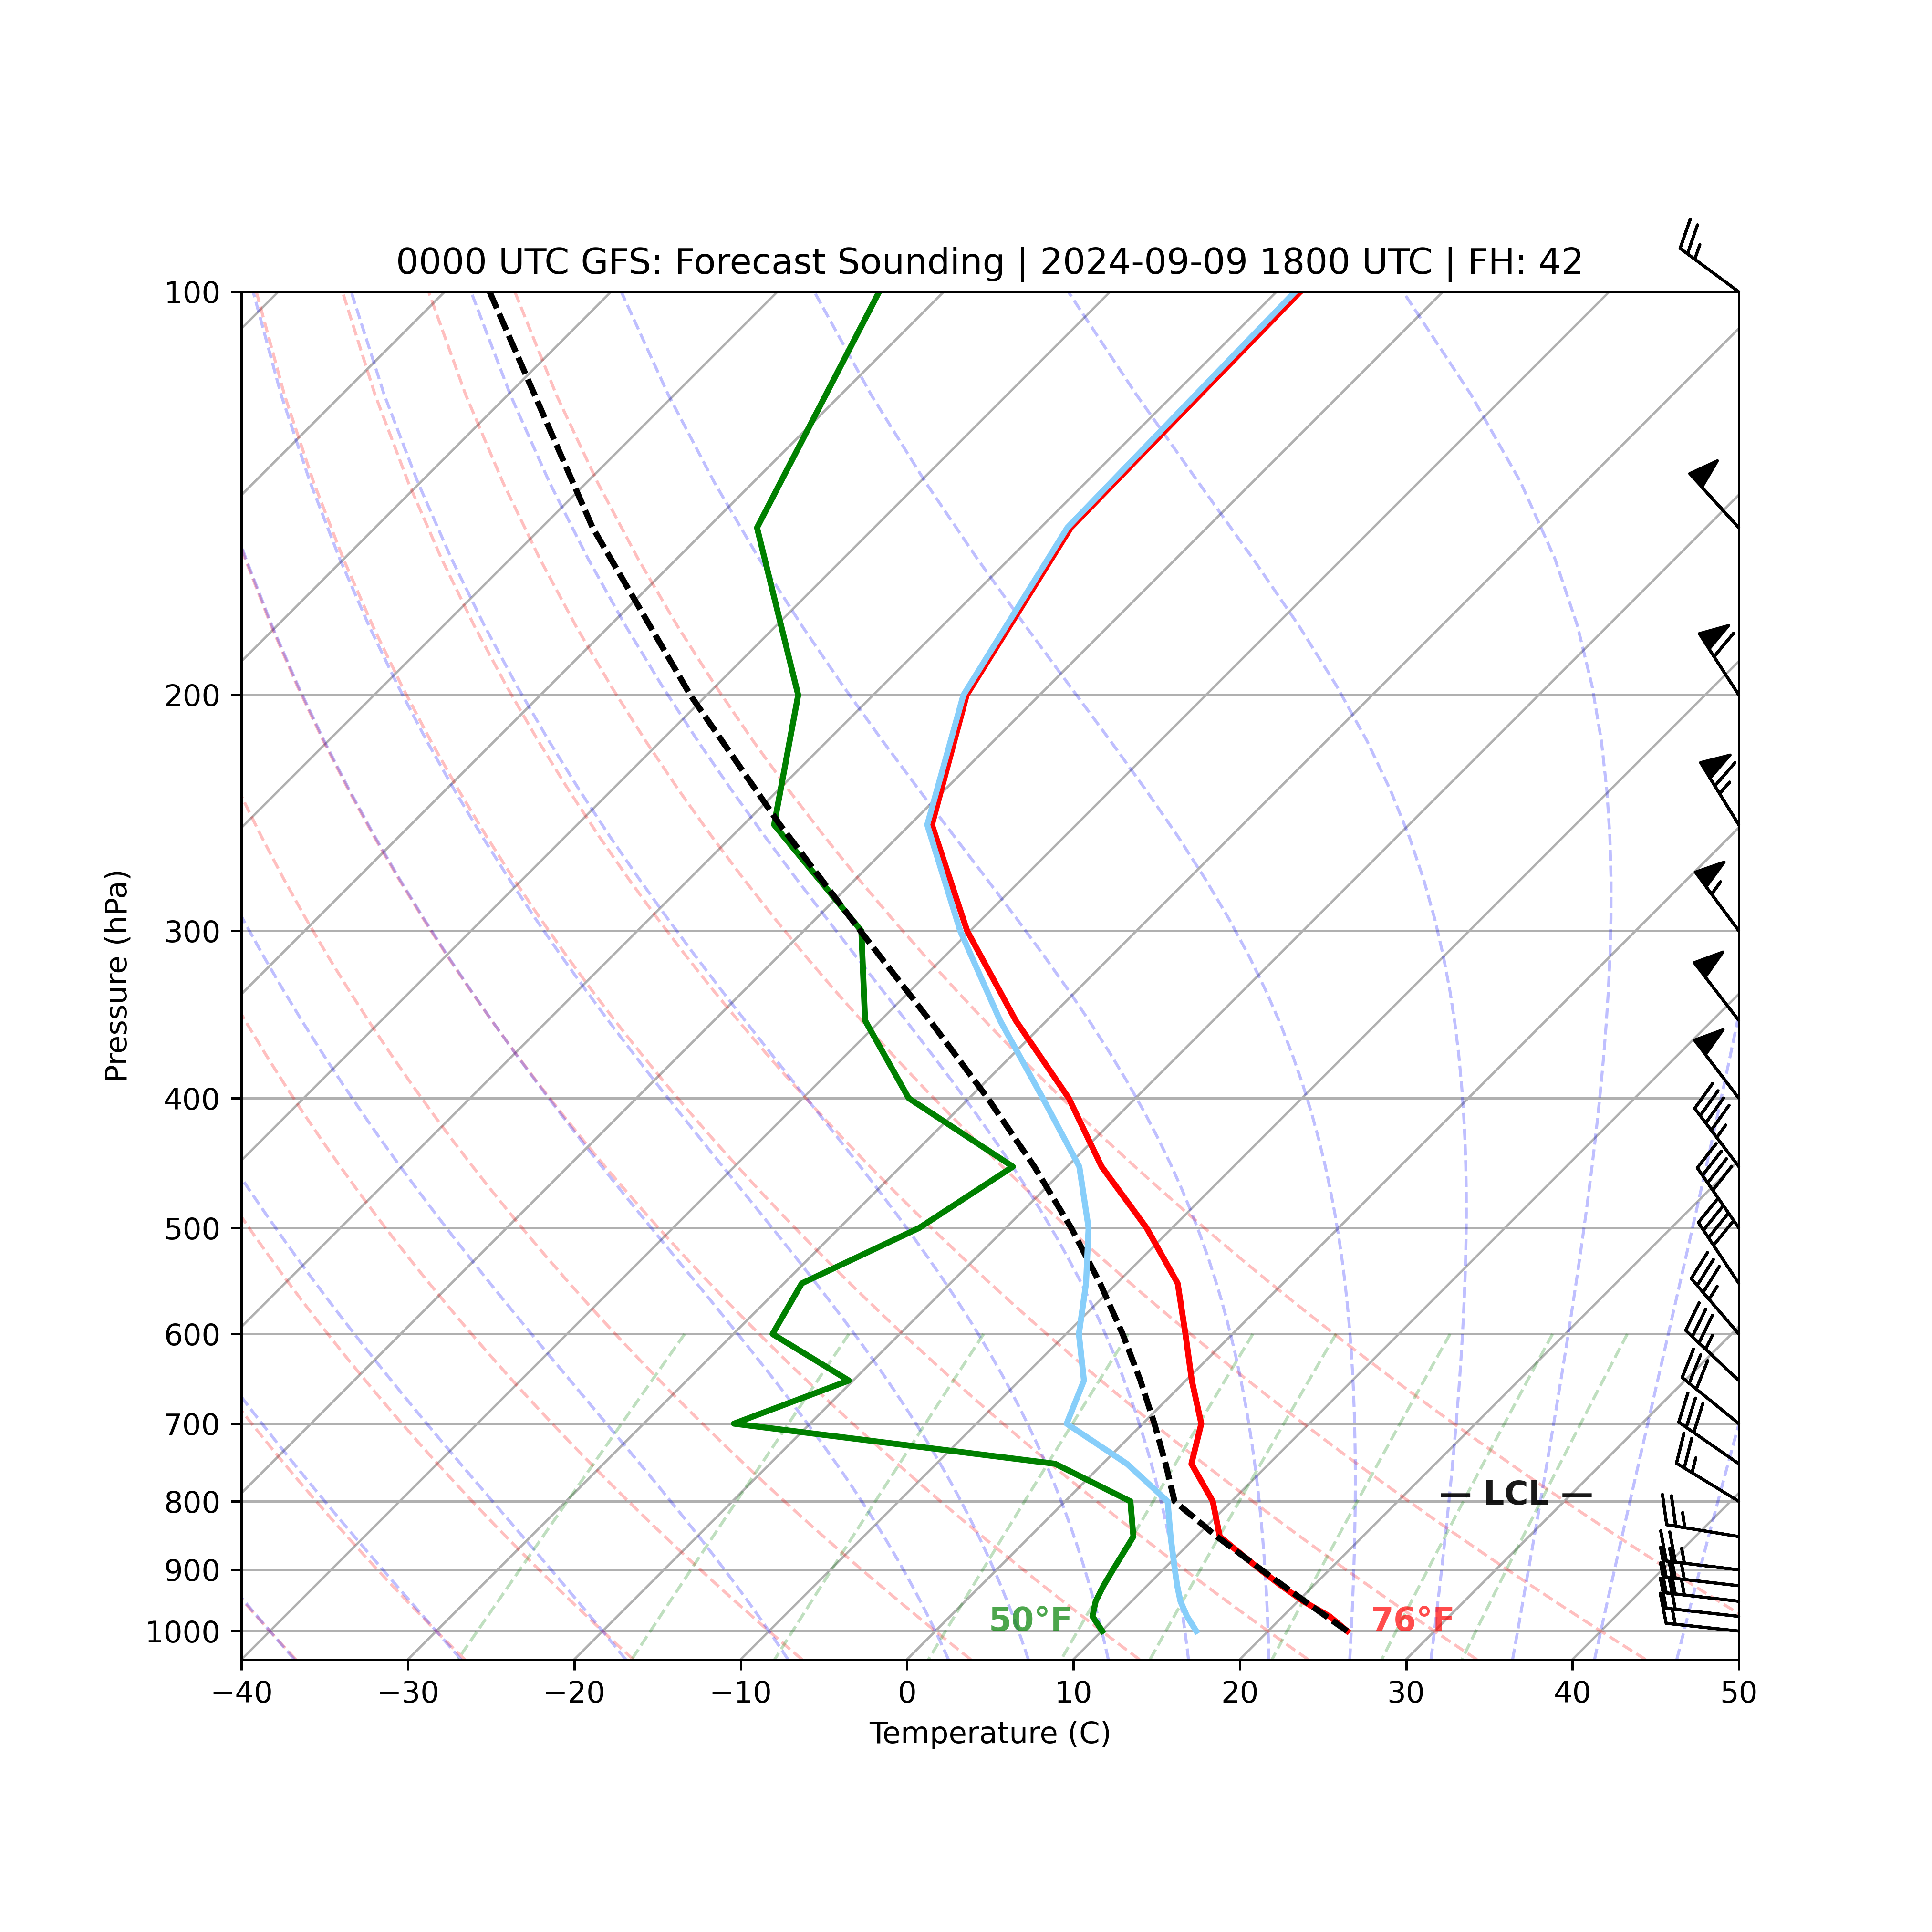 0000 UTC GFS: Forecast Sounding | 2024-09-09 1800 UTC | FH: 42
100
200
300
400
500
600
700
800
900
1000
Pressure (hPa)
— LCL —
50°F
76°F
−40 −30 −20 −10 0 10 20 30 40 50
Temperature (C)